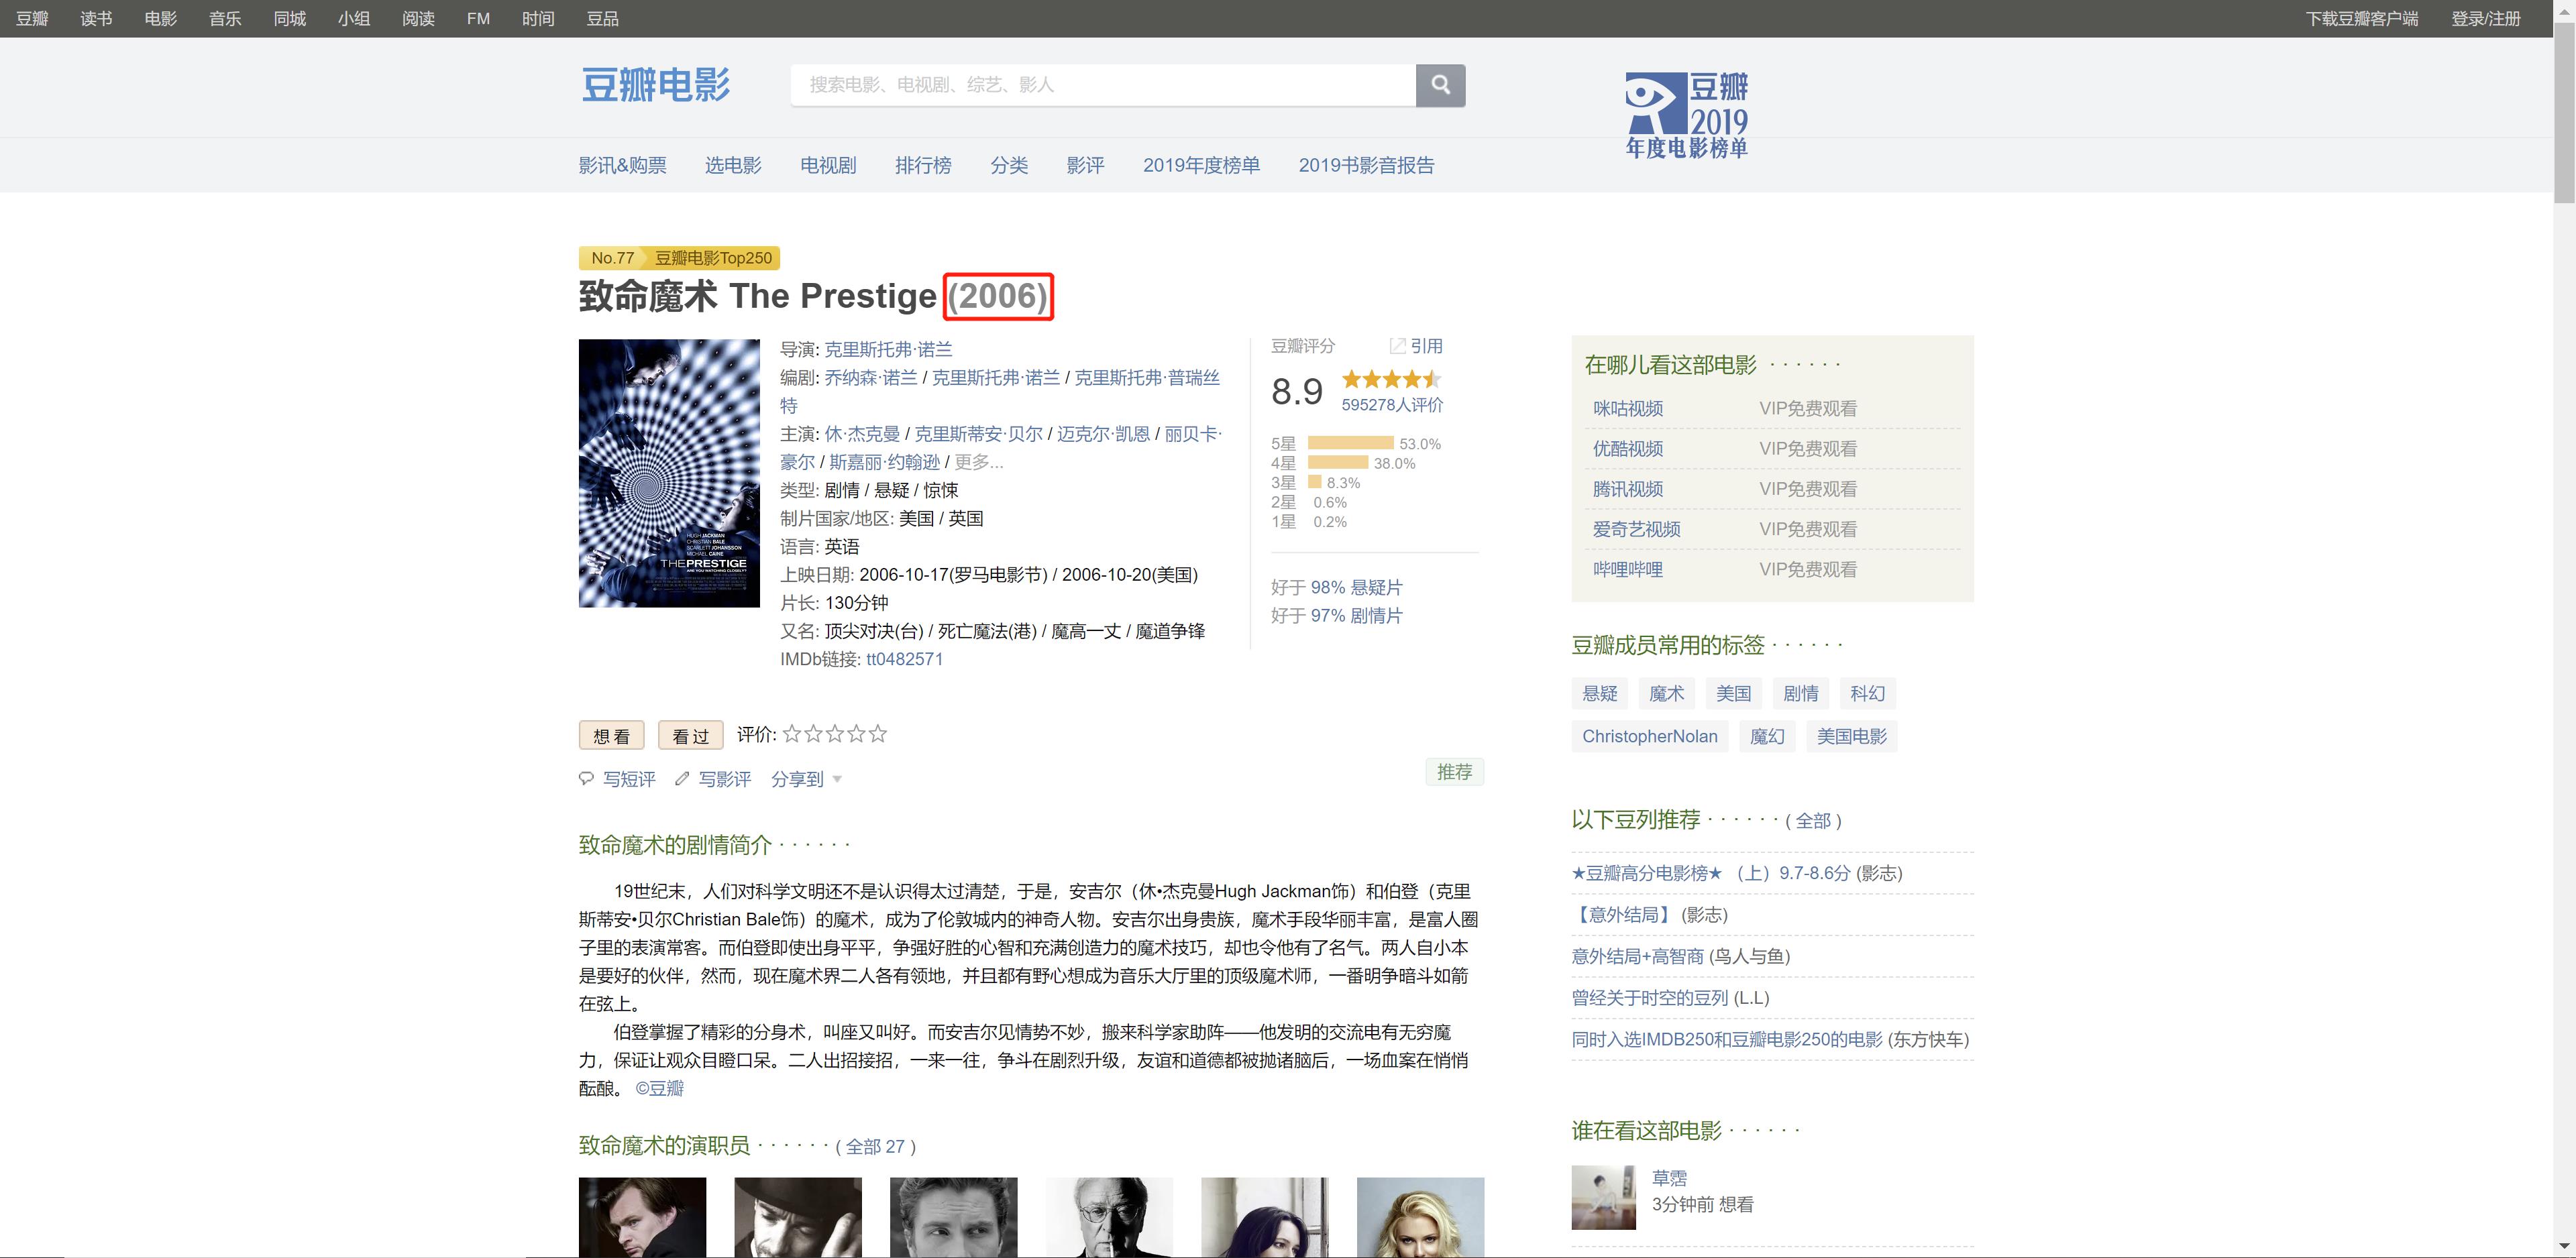 豆瓣 读书 电影 音乐 同城 小组 阅读 FM 时间 豆品 下载豆瓣客户端 登录/注册
豆瓣电影
搜索电影、电视剧、综艺、影人
豆瓣
2019
年度电影榜单
影讯&购票 选电影 电视剧 排行榜 分类 影评 2019年度榜单 2019书影音报告
No.77 豆瓣电影Top250
致命魔术 The Prestige (2006)
HUGH JACKMAN
CHRISTIAN BALE
SCARLETT JOHANSSON
MICHAEL CAINE
THE PRESTIGE
ARE YOU WATCHING CLOSELY?
导演: 克里斯托弗·诺兰
编剧: 乔纳森·诺兰 / 克里斯托弗·诺兰 / 克里斯托弗·普瑞丝
特
主演: 休·杰克曼 / 克里斯蒂安·贝尔 / 迈克尔·凯恩 / 丽贝卡·
豪尔 / 斯嘉丽·约翰逊 / 更多...
类型: 剧情 / 悬疑 / 惊悚
制片国家/地区: 美国 / 英国
语言: 英语
上映日期: 2006-10-17(罗马电影节) / 2006-10-20(美国)
片长: 130分钟
又名: 顶尖对决(台) / 死亡魔法(港) / 魔高一丈 / 魔道争锋
IMDb链接: tt0482571
豆瓣评分 引用
8.9
595278人评价
5星 53.0%
4星 38.0%
3星 8.3%
2星 0.6%
1星 0.2%
好于 98% 悬疑片
好于 97% 剧情片
想看 看过 评价:
写短评 写影评 分享到
推荐
致命魔术的剧情简介 · · · · · ·
19世纪末，人们对科学文明还不是认识得太过清楚，于是，安吉尔（休•杰克曼Hugh Jackman饰）和伯登（克里
斯蒂安•贝尔Christian Bale饰）的魔术，成为了伦敦城内的神奇人物。安吉尔出身贵族，魔术手段华丽丰富，是富人圈
子里的表演常客。而伯登即使出身平平，争强好胜的心智和充满创造力的魔术技巧，却也令他有了名气。两人自小本
是要好的伙伴，然而，现在魔术界二人各有领地，并且都有野心想成为音乐大厅里的顶级魔术师，一番明争暗斗如箭
在弦上。
伯登掌握了精彩的分身术，叫座又叫好。而安吉尔见情势不妙，搬来科学家助阵——他发明的交流电有无穷魔
力，保证让观众目瞪口呆。二人出招接招，一来一往，争斗在剧烈升级，友谊和道德都被抛诸脑后，一场血案在悄悄
酝酿。 ©豆瓣
致命魔术的演职员 · · · · · · ( 全部 27 )
在哪儿看这部电影 · · · · · ·
咪咕视频 VIP免费观看
优酷视频 VIP免费观看
腾讯视频 VIP免费观看
爱奇艺视频 VIP免费观看
哔哩哔哩 VIP免费观看
豆瓣成员常用的标签 · · · · · ·
悬疑 魔术 美国 剧情 科幻
ChristopherNolan 魔幻 美国电影
以下豆列推荐 · · · · · · ( 全部 )
★豆瓣高分电影榜★ （上）9.7-8.6分 (影志)
【意外结局】 (影志)
意外结局+高智商 (鸟人与鱼)
曾经关于时空的豆列 (L.L)
同时入选IMDB250和豆瓣电影250的电影 (东方快车)
谁在看这部电影 · · · · · ·
草霑
3分钟前 想看